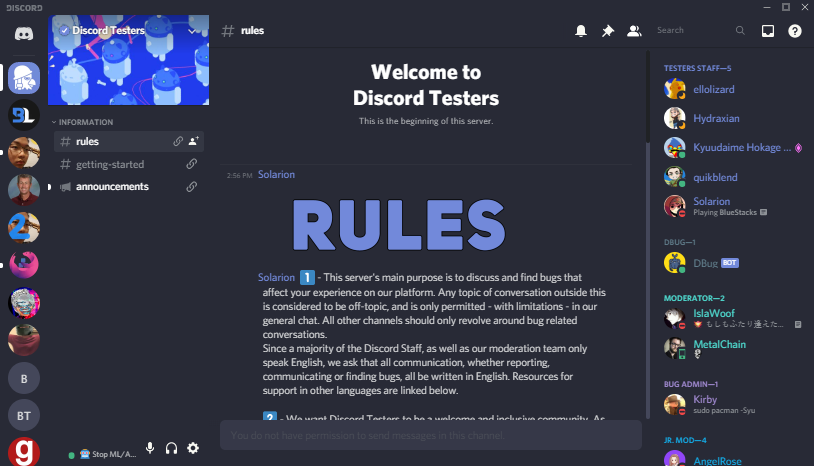 DISCORD
Discord Testers
# rules
Search
INFORMATION
# rules
# getting-started
announcements
B
BT
g
Stop ML/A...
Welcome to
Discord Testers
This is the beginning of this server.
2:56 PM Solarion
RULES
Solarion 1 - This server's main purpose is to discuss and find bugs that
affect your experience on our platform. Any topic of conversation outside this
is considered to be off-topic, and is only permitted - with limitations - in our
general chat. All other channels should only revolve around bug related
conversations.
Since a majority of the Discord Staff, as well as our moderation team only
speak English, we ask that all communication, whether reporting,
communicating or finding bugs, all be written in English. Resources for
support in other languages are linked below.
2 - We want Discord Testers to be a welcome and inclusive community. As
You do not have permission to send messages in this channel.
TESTERS STAFF—5
ellolizard
Hydraxian
Kyuudaime Hokage ...
quikblend
Solarion
Playing BlueStacks
DBUG—1
DBug BOT
MODERATOR—2
IslaWoof
もしもふたり逢えた...
MetalChain
BUG ADMIN—1
Kirby
sudo pacman -Syu
JR. MOD—4
AngelRose